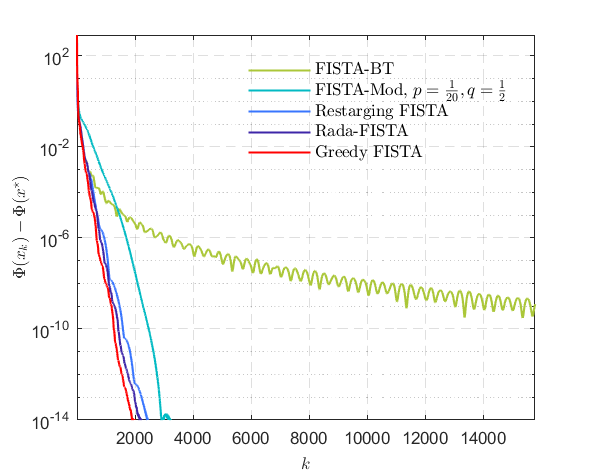 10^2
10^-2
10^-6
10^-10
10^-14
Φ(x_k) − Φ(x*)
FISTA-BT
FISTA-Mod, p = 1/20, q = 1/2
Restarging FISTA
Rada-FISTA
Greedy FISTA
2000 4000 6000 8000 10000 12000 14000
k